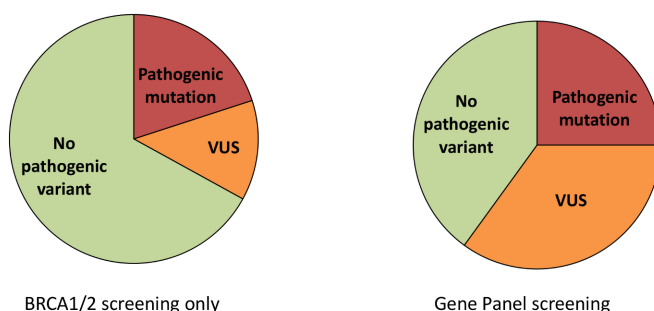 Pathogenic
mutation
VUS
No
pathogenic
variant
BRCA1/2 screening only
Pathogenic
mutation
No
pathogenic
variant
VUS
Gene Panel screening